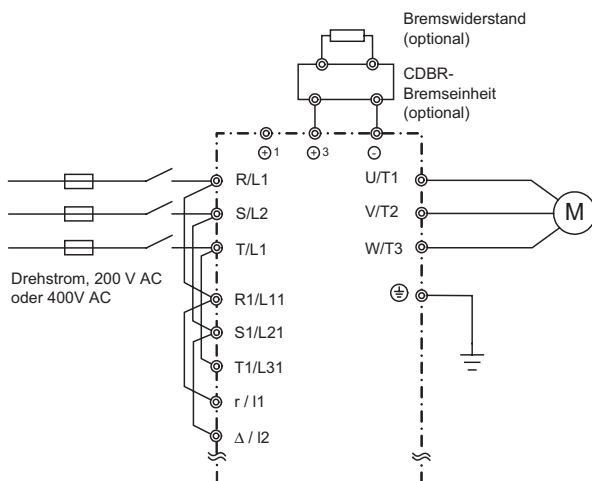 Bremswiderstand
(optional)
CDBR-
Bremseinheit
(optional)
⊕1
⊕3
⊖
R/L1
S/L2
T/L1
Drehstrom, 200 V AC
oder 400V AC
R1/L11
S1/L21
T1/L31
r / l1
Δ / l2
U/T1
V/T2
W/T3
M